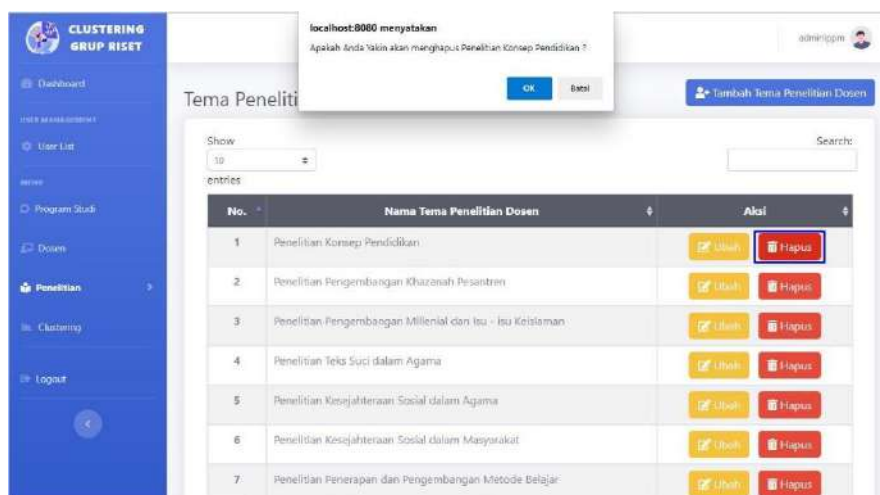 CLUSTERING
GRUP RISET
localhost:8080 menyatakan
Apakah Anda Yakin akan menghapus Penelitian Konsep Pendidikan ?
OK
Batal
adminlppm
Dashboard
USER MANAGEMENT
User List
MENU
Program Studi
Dosen
Penelitian
Clustering
Logout
Tema Peneliti
Tambah Tema Penelitian Dosen
Show
10
entries
Search:
No. Nama Tema Penelitian Dosen Aksi
1 Penelitian Konsep Pendidikan Ubah Hapus
2 Penelitian Pengembangan Khazanah Pesantren Ubah Hapus
3 Penelitian Pengembangan Millenial dan Isu - isu Keislaman Ubah Hapus
4 Penelitian Teks Suci dalam Agama Ubah Hapus
5 Penelitian Kesejahteraan Sosial dalam Agama Ubah Hapus
6 Penelitian Kesejahteraan Sosial dalam Masyarakat Ubah Hapus
7 Penelitian Penerapan dan Pengembangan Metode Belajar Ubah Hapus